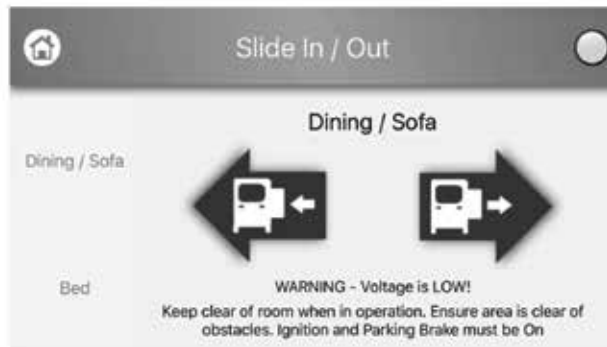 Slide In / Out
Dining / Sofa
Dining / Sofa
Bed
WARNING - Voltage is LOW!
Keep clear of room when in operation. Ensure area is clear of
obstacles. Ignition and Parking Brake must be On